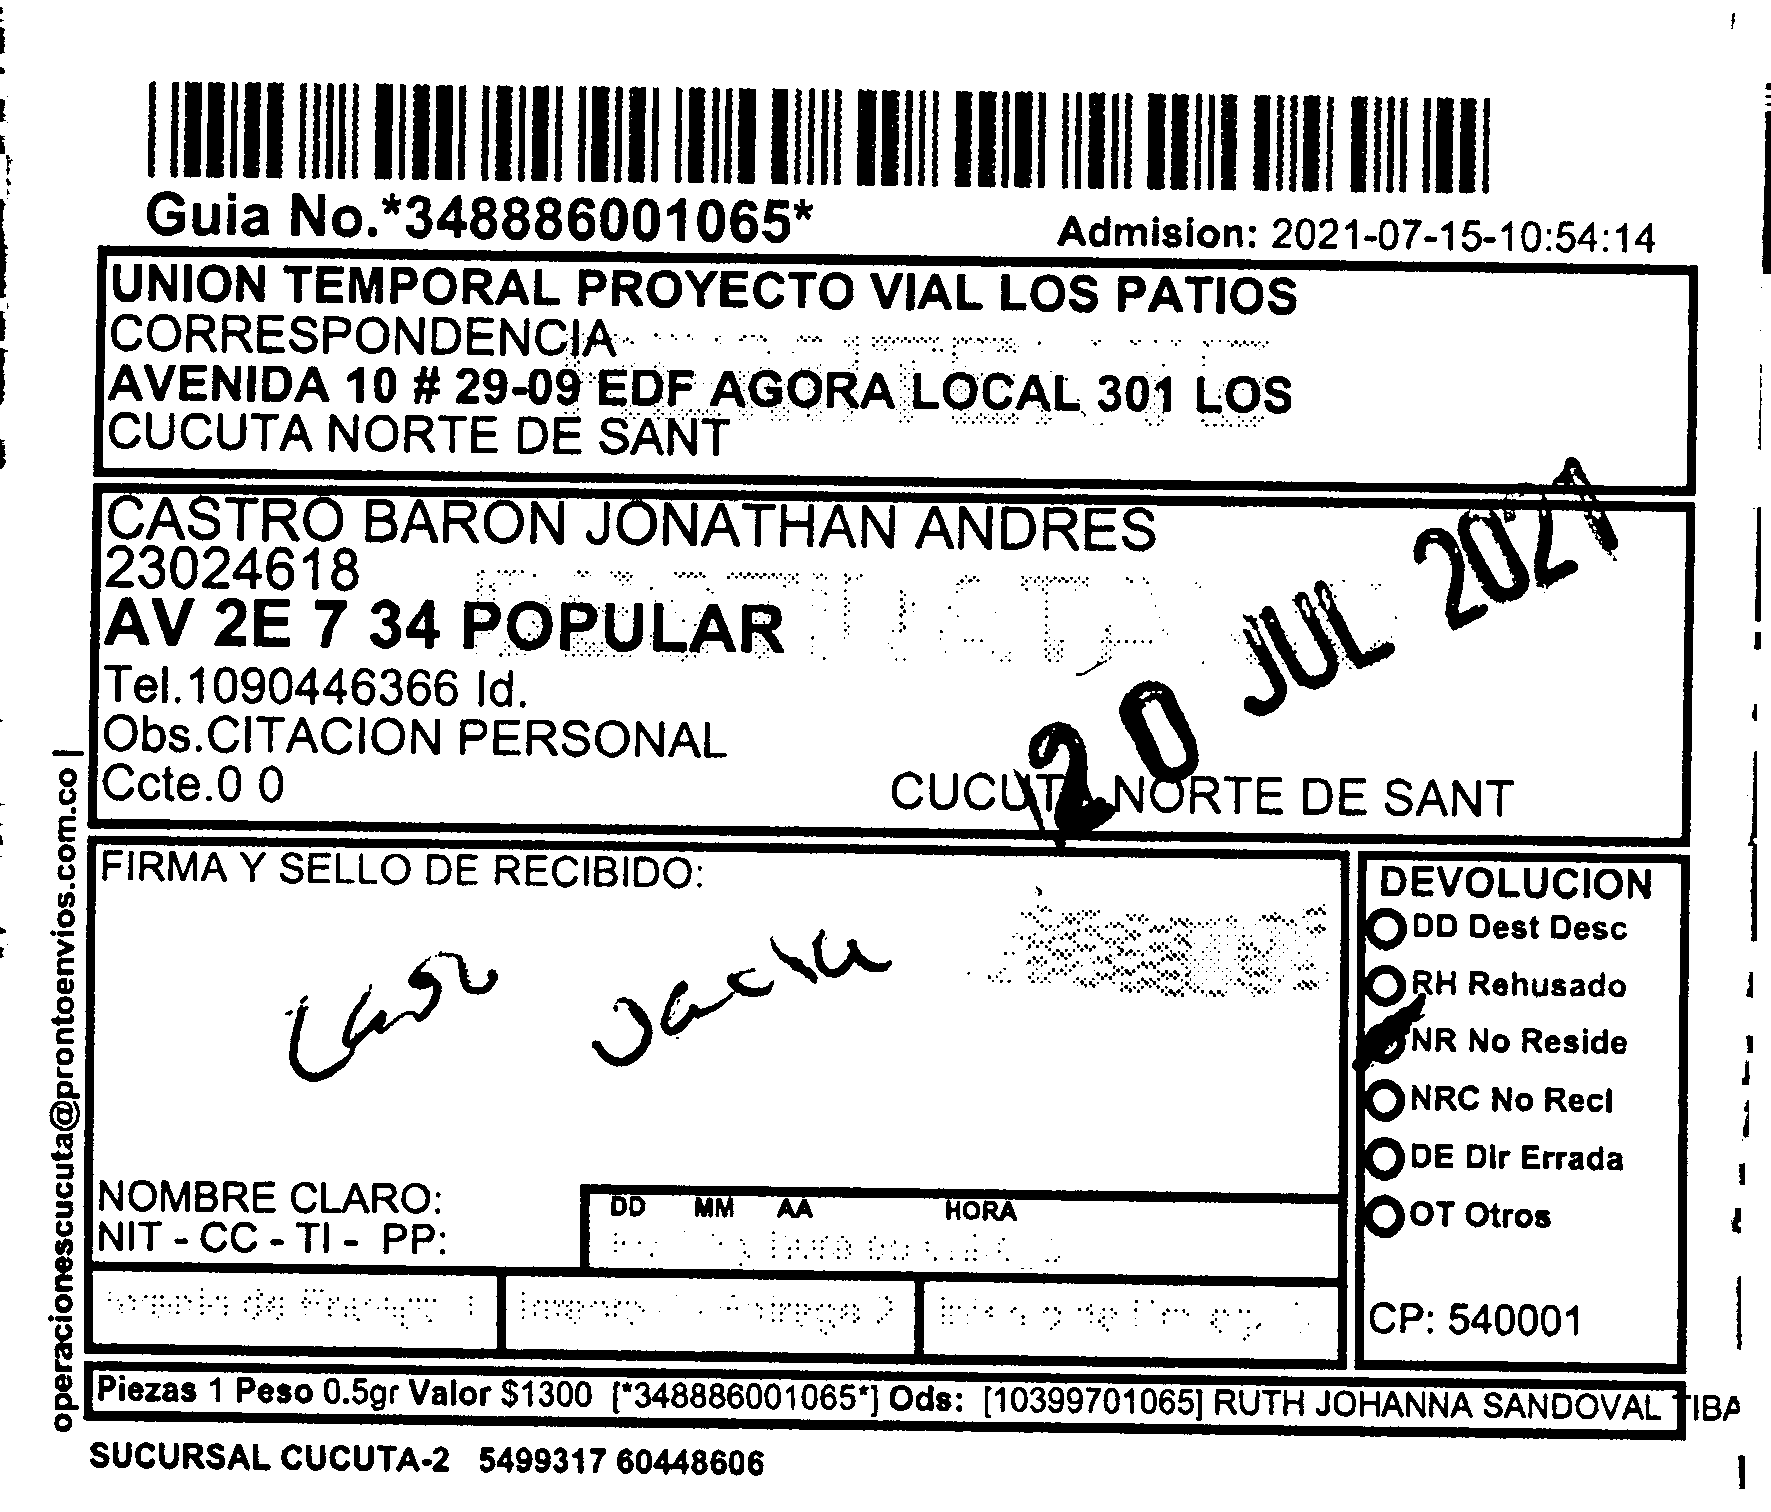 Guia No.*348886001065*
Admision: 2021-07-15-10:54:14
UNION TEMPORAL PROYECTO VIAL LOS PATIOS
CORRESPONDENCIA
AVENIDA 10 # 29-09 EDF AGORA LOCAL 301 LOS
CUCUTA NORTE DE SANT
CASTRO BARON JONATHAN ANDRES
23024618
AV 2E 7 34 POPULAR
Tel.1090446366 Id.
Obs.CITACION PERSONAL
Ccte.0 0
CUCUTA NORTE DE SANT
20 JUL 2021
FIRMA Y SELLO DE RECIBIDO:
NOMBRE CLARO:
NIT - CC - TI - PP:
DD MM AA HORA
DEVOLUCION
DD Dest Desc
RH Rehusado
NR No Reside
NRC No Recl
DE Dir Errada
OT Otros
CP: 540001
Piezas 1 Peso 0.5gr Valor $1300 [*348886001065*] Ods: [10399701065] RUTH JOHANNA SANDOVAL TIBA
SUCURSAL CUCUTA-2 5499317 60448606
operacionescucuta@prontoenvios.com.co |